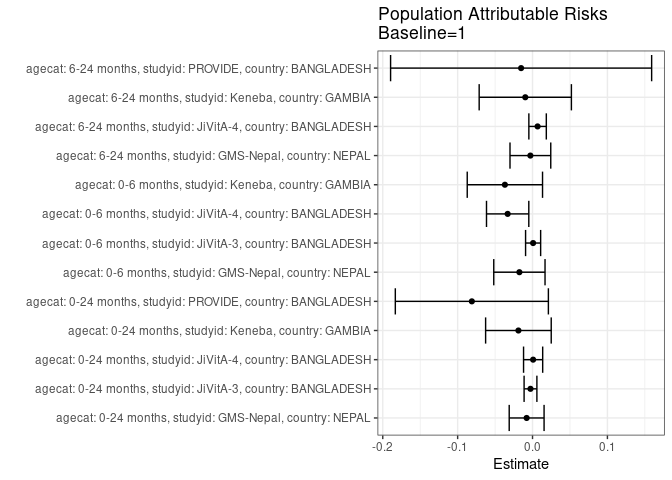 Population Attributable Risks
Baseline=1
agecat: 6-24 months, studyid: PROVIDE, country: BANGLADESH
agecat: 6-24 months, studyid: Keneba, country: GAMBIA
agecat: 6-24 months, studyid: JiVitA-4, country: BANGLADESH
agecat: 6-24 months, studyid: GMS-Nepal, country: NEPAL
agecat: 0-6 months, studyid: Keneba, country: GAMBIA
agecat: 0-6 months, studyid: JiVitA-4, country: BANGLADESH
agecat: 0-6 months, studyid: JiVitA-3, country: BANGLADESH
agecat: 0-6 months, studyid: GMS-Nepal, country: NEPAL
agecat: 0-24 months, studyid: PROVIDE, country: BANGLADESH
agecat: 0-24 months, studyid: Keneba, country: GAMBIA
agecat: 0-24 months, studyid: JiVitA-4, country: BANGLADESH
agecat: 0-24 months, studyid: JiVitA-3, country: BANGLADESH
agecat: 0-24 months, studyid: GMS-Nepal, country: NEPAL
-0.2 -0.1 0.0 0.1
Estimate